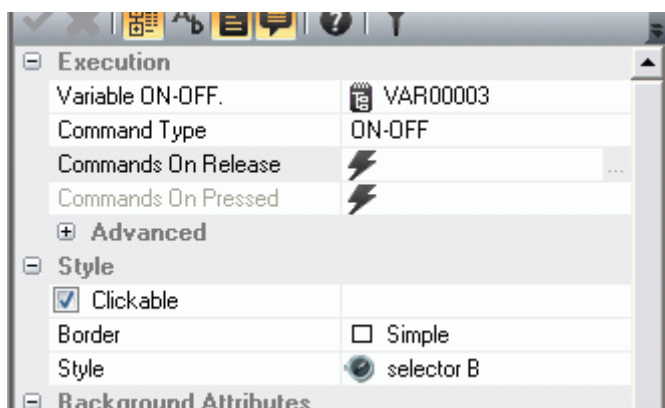 Ab
Execution
Variable ON-OFF. VAR00003
Command Type ON-OFF
Commands On Release ...
Commands On Pressed
Advanced
Style
Clickable
Border Simple
Style selector B
Background Attributes